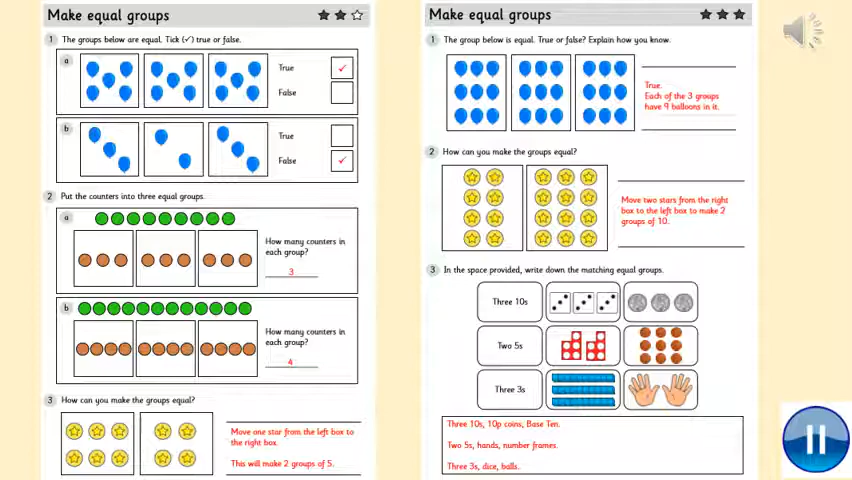 Make equal groups
1 The groups below are equal. Tick (✓) true or false.
a
True ✓
False
b
True
False ✓
2 Put the counters into three equal groups.
a
How many counters in
each group?
3
b
How many counters in
each group?
4
3 How can you make the groups equal?
Move one star from the left box to
the right box.
This will make 2 groups of 5.
Make equal groups
1 The group below is equal. True or false? Explain how you know.
True.
Each of the 3 groups
have 9 balloons in it.
2 How can you make the groups equal?
Move two stars from the right
box to the left box to make 2
groups of 10.
3 In the space provided, write down the matching equal groups.
Three 10s
Two 5s
Three 3s
Three 10s, 10p coins, Base Ten.
Two 5s, hands, number frames.
Three 3s, dice, balls.